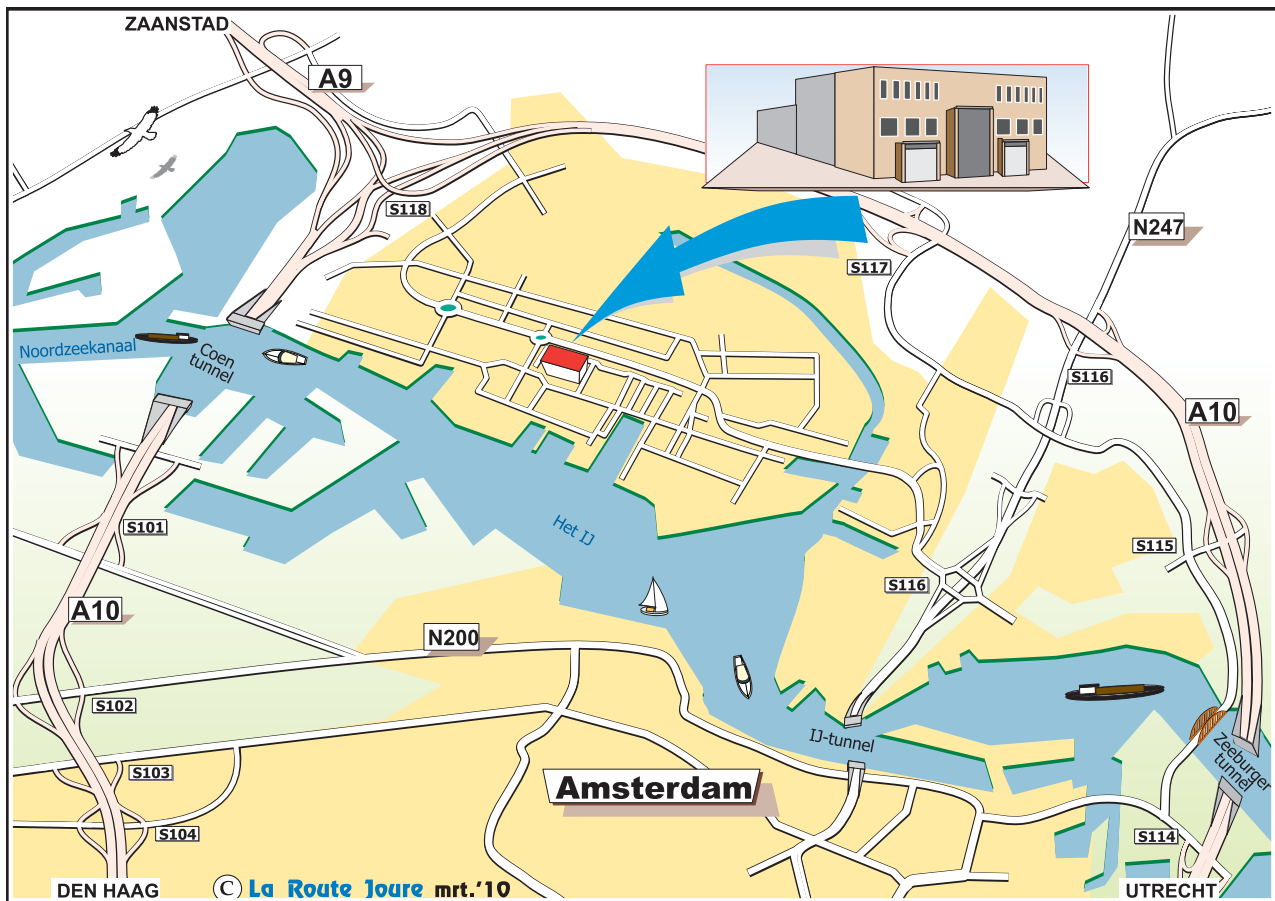 ZAANSTAD
A9
S118
N247
S117
Noordzeekanaal
Coen
tunnel
S116
A10
S101
Het IJ
S115
S116
A10
N200
S102
IJ-tunnel
Zeeburger
tunnel
S103
Amsterdam
S104
S114
DEN HAAG
C La Route Joure mrt.'10
UTRECHT